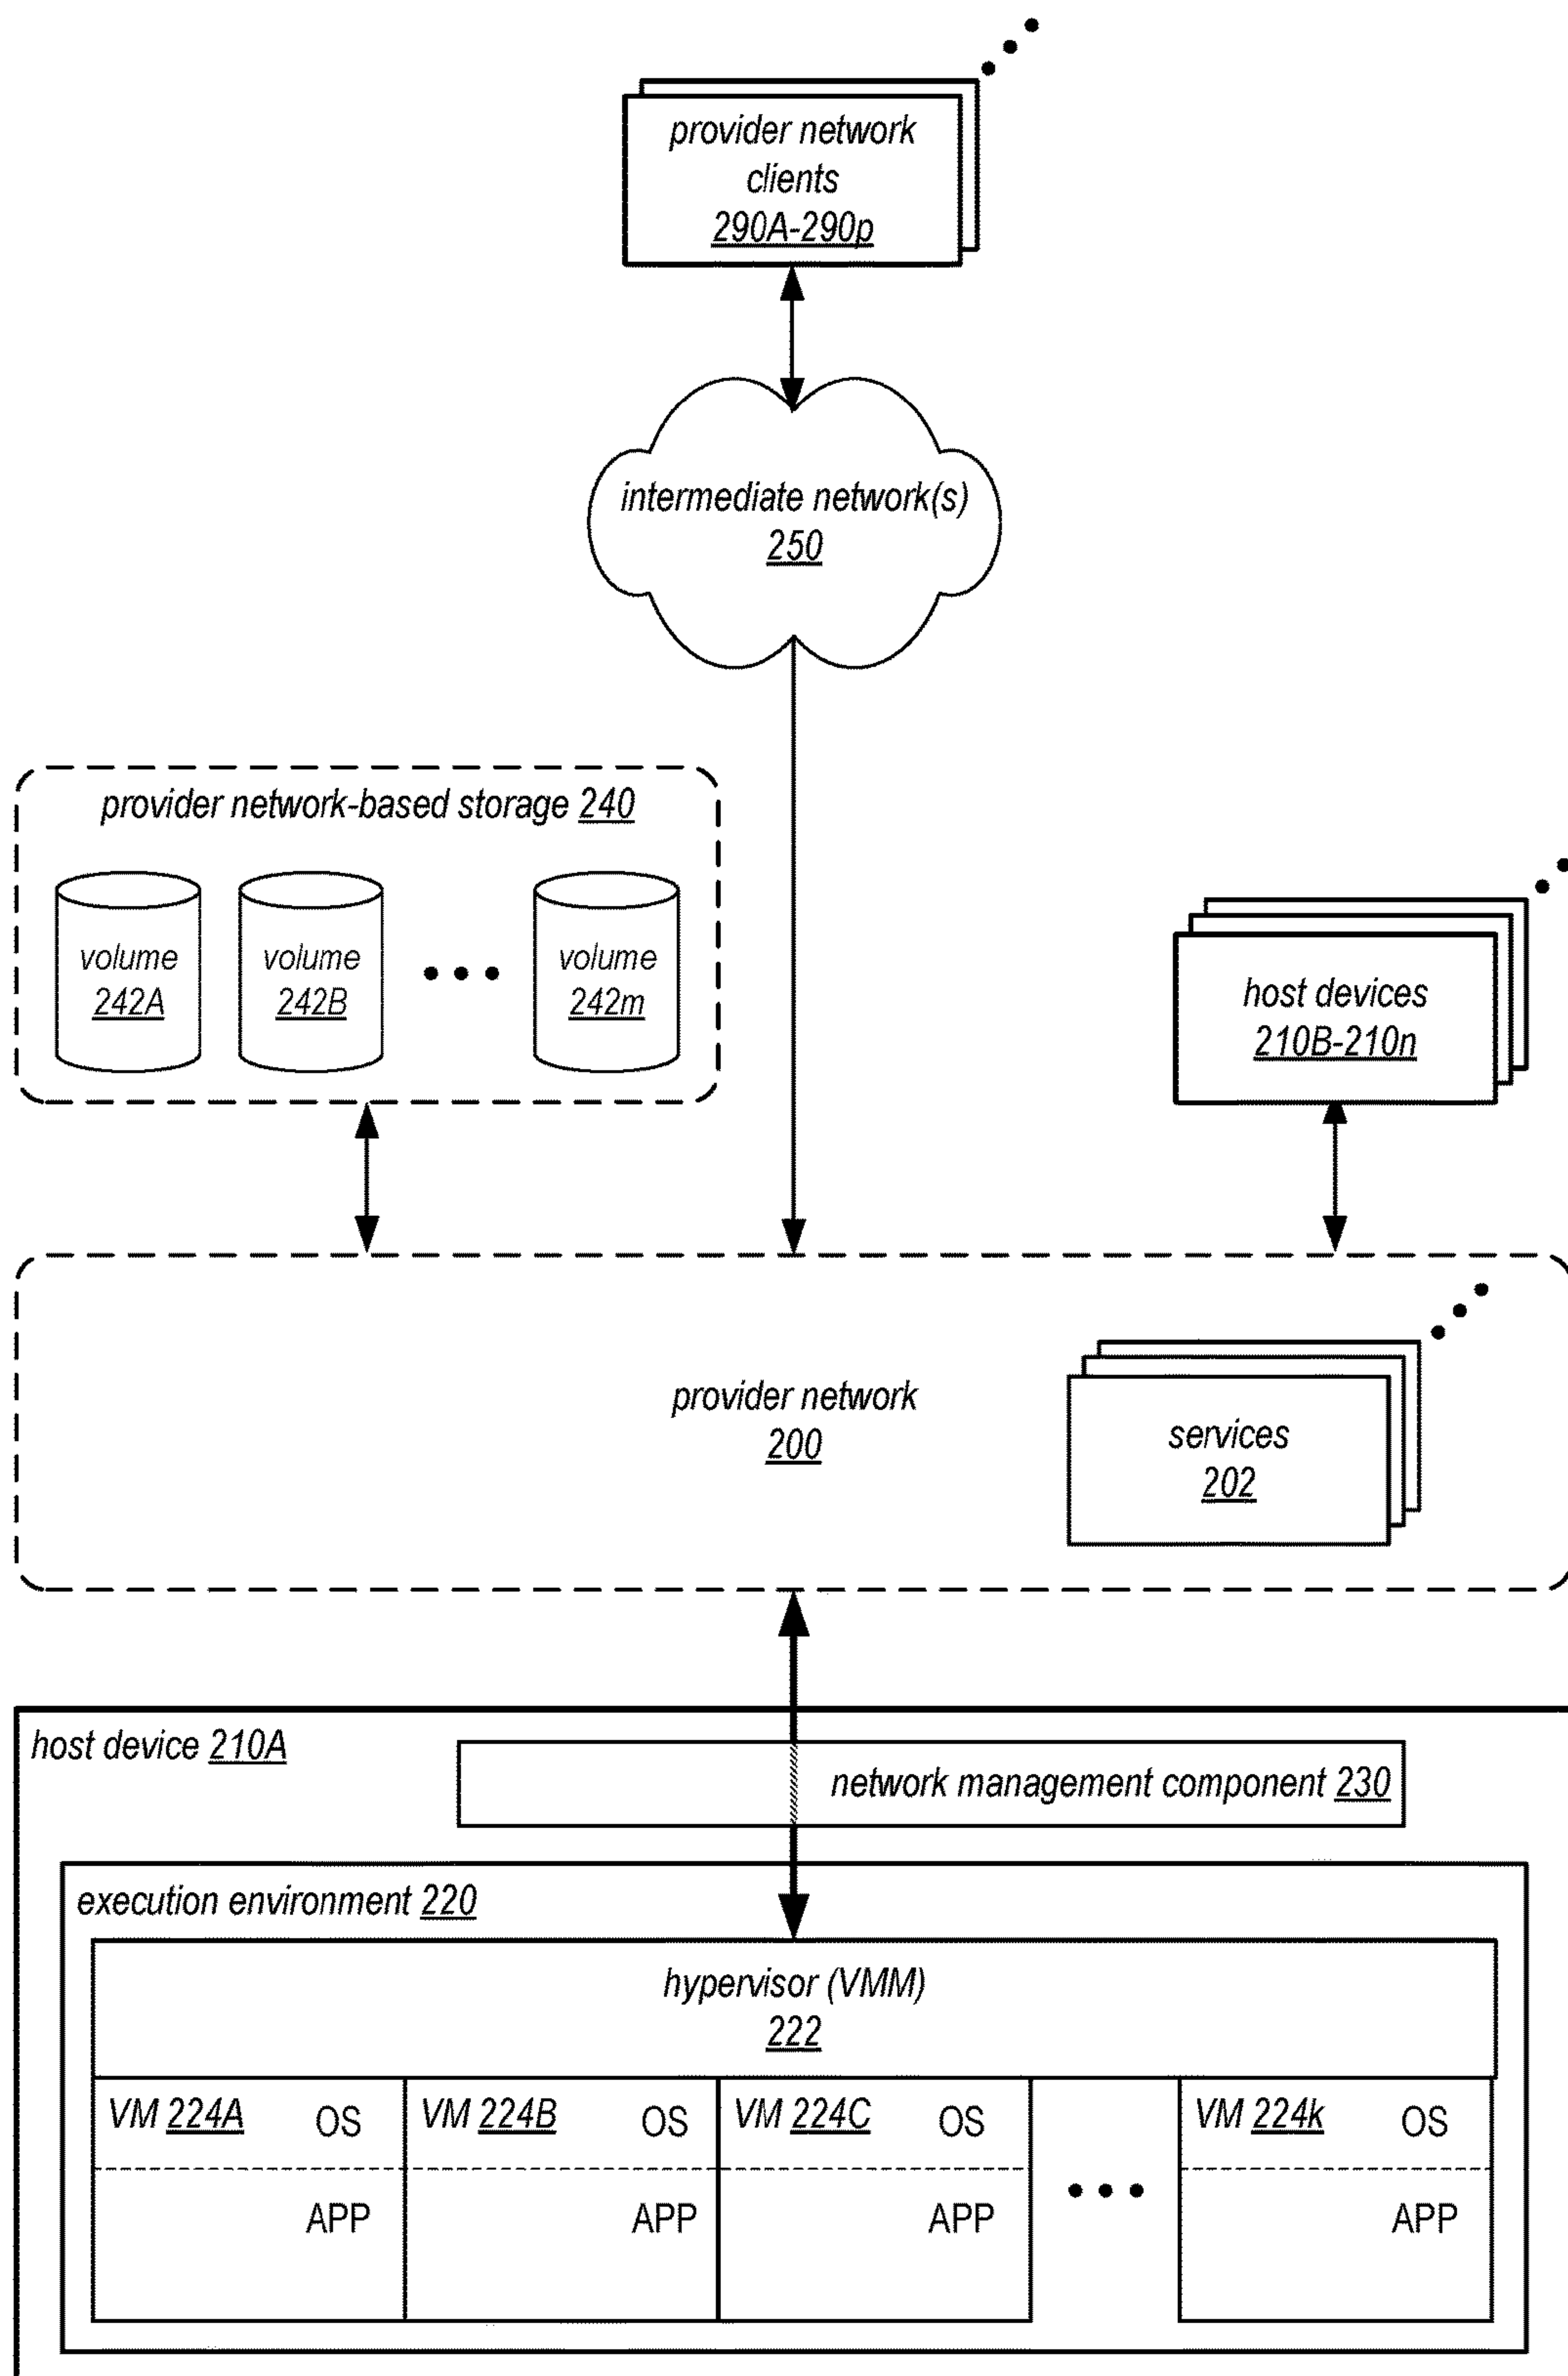 provider network
clients
290A-290p
intermediate network(s)
250
provider network-based storage 240
volume
242A
volume
242B
volume
242m
host devices
210B-210n
provider network
200
services
202
host device 210A
network management component 230
execution environment 220
hypervisor (VMM)
222
VM 224A OS
APP
VM 224B OS
APP
VM 224C OS
APP
VM 224k OS
APP